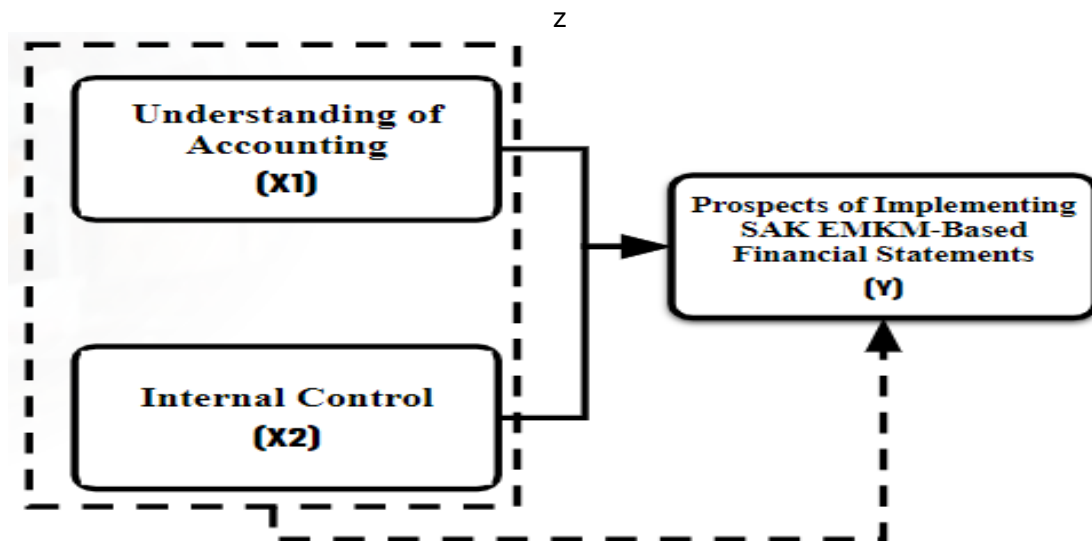 z
Understanding of
Accounting
(X1)
Prospects of Implementing
SAK EMKM-Based
Financial Statements
(Y)
Internal Control
(X2)